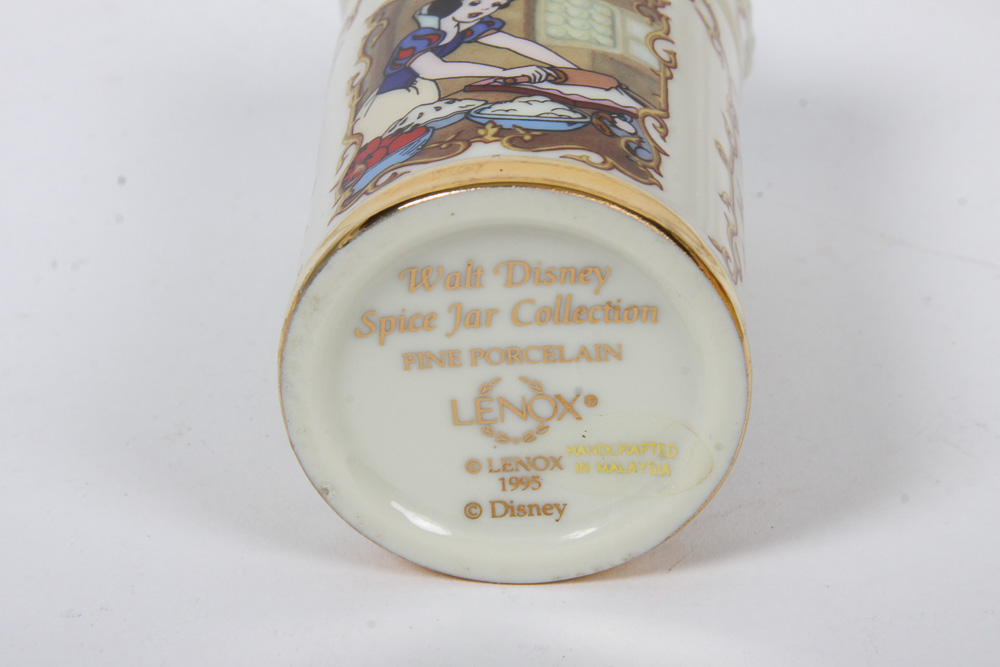 Walt Disney
Spice Jar Collection
FINE PORCELAIN
LENOX®
© LENOX
1995
© Disney
HANDCRAFTED
IN MALAYSIA